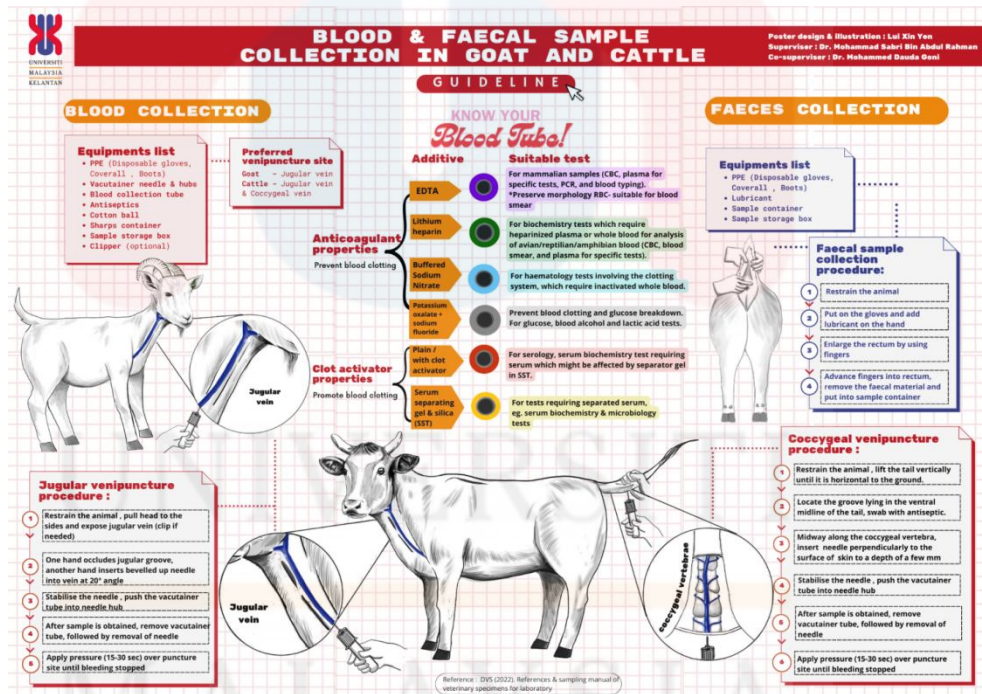 UNIVERSITI
MALAYSIA
KELANTAN
BLOOD & FAECAL SAMPLE
COLLECTION IN GOAT AND CATTLE
Poster design & illustration : Lui Xin Yen
Supervisor : Dr. Mohammad Sabri Bin Abdul Rahman
Co-supervisor : Dr. Mohammed Dauda Goni
GUIDELINE
BLOOD COLLECTION
Equipments list
• PPE (Disposable gloves,
Coverall , Boots)
• Vacutainer needle & hubs
• Blood collection tube
• Antiseptics
• Cotton ball
• Sharps container
• Sample storage box
• Clipper (optional)
Preferred
venipuncture site
Goat – Jugular vein
Cattle – Jugular vein
& Coccygeal vein
KNOW YOUR
Blood Tube!
Additive
Suitable test
Anticoagulant
properties
Prevent blood clotting
EDTA
For mammalian samples (CBC, plasma for
specific tests, PCR, and blood typing).
*Preserve morphology RBC- suitable for blood
smear
Lithium
heparin
For biochemistry tests which require
heparinized plasma or whole blood for analysis
of avian/reptilian/amphibian blood (CBC, blood
smear, and plasma for specific tests).
Buffered
Sodium
Nitrate
For haematology tests involving the clotting
system, which require inactivated whole blood.
Potassium
oxalate +
sodium
fluoride
Prevent blood clotting and glucose breakdown.
For glucose, blood alcohol and lactic acid tests.
Clot activator
properties
Promote blood clotting
Plain /
with clot
activator
For serology, serum biochemistry test requiring
serum which might be affected by separator gel
in SST.
Serum
separating
gel & silica
(SST)
For tests requiring separated serum,
eg. serum biochemistry & microbiology
tests
FAECES COLLECTION
Equipments list
• PPE (Disposable gloves,
Coverall , Boots)
• Lubricant
• Sample container
• Sample storage box
Faecal sample
collection
procedure:
1 Restrain the animal
2 Put on the gloves and add
lubricant on the hand
3 Enlarge the rectum by using
fingers
4 Advance fingers into rectum,
remove the faecal material and
put into sample container
Jugular
vein
Jugular venipuncture
procedure :
1 Restrain the animal , pull head to the
sides and expose jugular vein (clip if
needed)
2 One hand occludes jugular groove,
another hand inserts bevelled up needle
into vein at 20° angle
3 Stabilise the needle , push the vacutainer
tube into needle hub
4 After sample is obtained, remove vacutainer
tube, followed by removal of needle
5 Apply pressure (15-30 sec) over puncture
site until bleeding stopped
Jugular
vein
coccygeal vertebrae
Coccygeal venipuncture
procedure :
1 Restrain the animal , lift the tail vertically
until it is horizontal to the ground.
2 Locate the groove lying in the ventral
midline of the tail, swab with antiseptic.
3 Midway along the coccygeal vertebra,
insert needle perpendicularly to the
surface of skin to a depth of a few mm
4 Stabilise the needle , push the vacutainer
tube into needle hub
5 After sample is obtained, remove
vacutainer tube, followed by removal of
needle
6 Apply pressure (15-30 sec) over puncture
site until bleeding stopped
Reference : DVS (2022). References & sampling manual of
veterinary specimens for laboratory